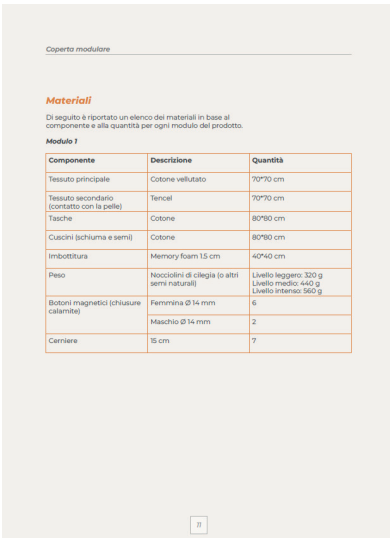 Coperta modulare
Materiali
Di seguito è riportato un elenco dei materiali in base al
componente e alla quantità per ogni modulo del prodotto.
Modulo 1
Componente Descrizione Quantità
Tessuto principale Cotone vellutato 70*70 cm
Tessuto secondario Tencel 70*70 cm
(contatto con la pelle)
Tasche Cotone 80*80 cm
Cuscini (schiuma e semi) Cotone 80*80 cm
Imbottitura Memory foam 1.5 cm 40*40 cm
Peso Nocciolini di cilegia (o altri Livello leggero: 320 g
semi naturali) Livello medio: 440 g
Livello intenso: 560 g
Botoni magnetici (chiusure Femmina Ø 14 mm 6
calamite)
Maschio Ø 14 mm 2
Cerniere 15 cm 7
11